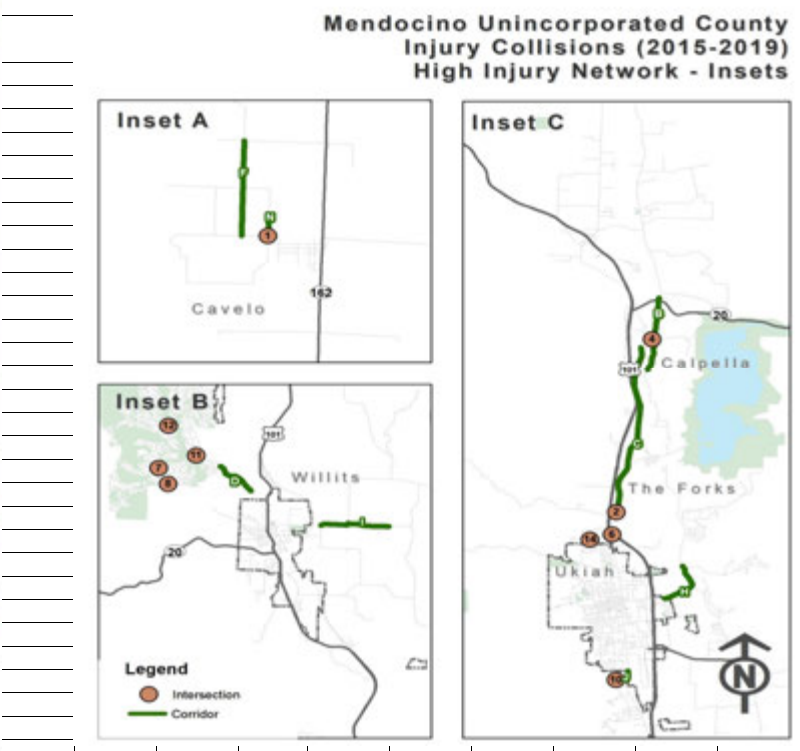 Mendocino Unincorporated County
Injury Collisions (2015-2019)
High Injury Network - Insets
Inset A
F
N
1
162
Cavelo
Inset B
12
11
7
8
D
101
Willits
I
20
Legend
Intersection
Corridor
Inset C
B
20
4
Calpella
101
C
The Forks
2
6
14
Ukiah
H
10
N